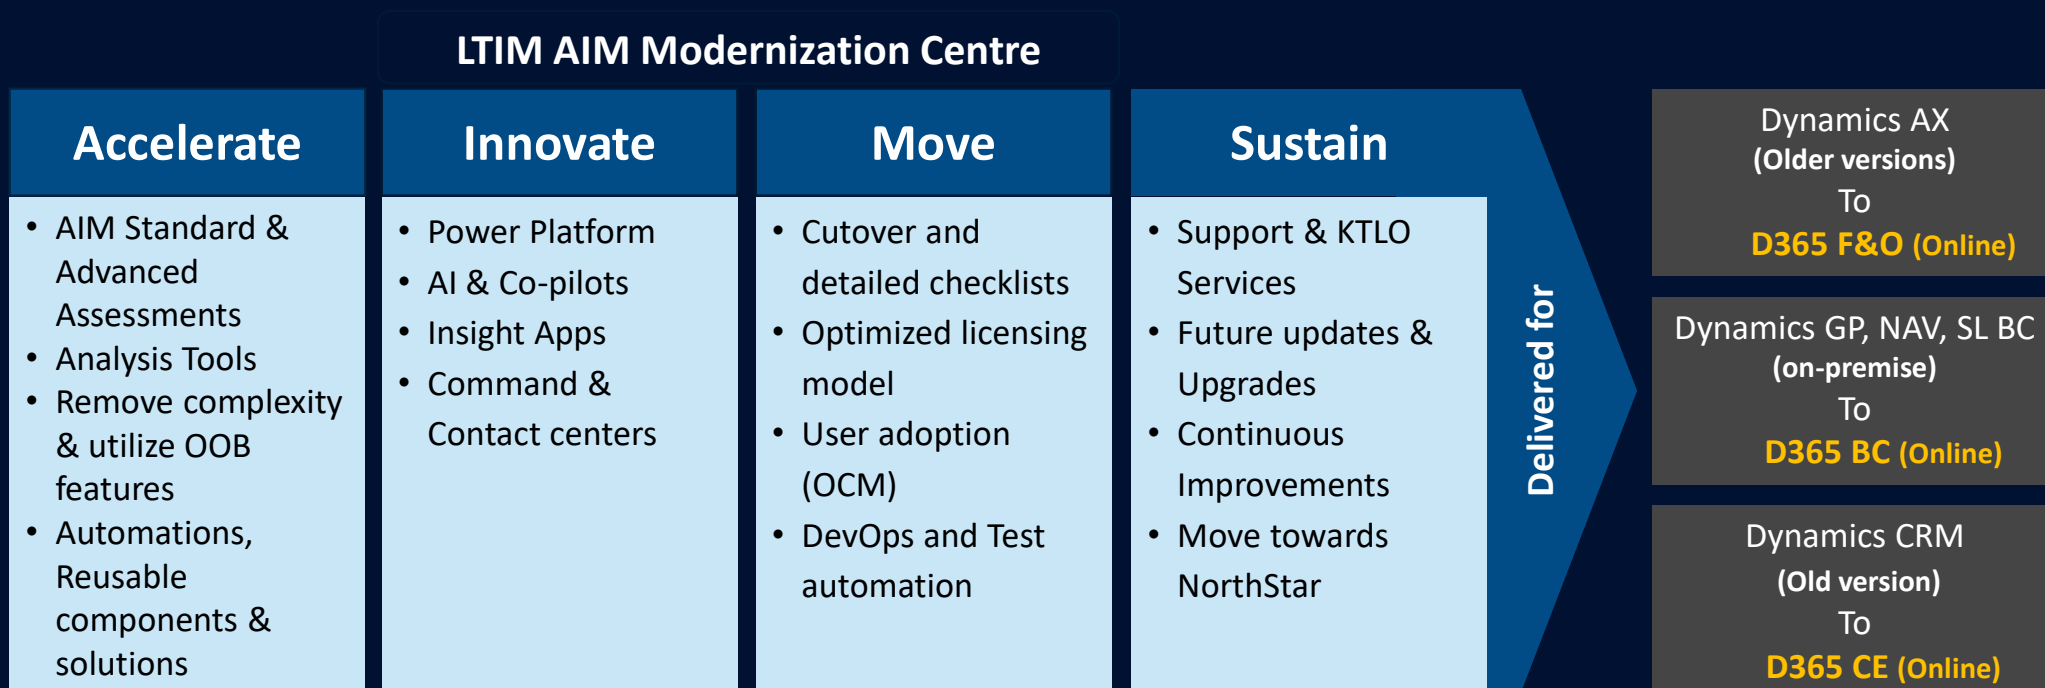 LTIM AIM Modernization Centre
Accelerate
• AIM Standard &
Advanced
Assessments
• Analysis Tools
• Remove complexity
& utilize OOB
features
• Automations,
Reusable
components &
solutions
Innovate
• Power Platform
• AI & Co-pilots
• Insight Apps
• Command &
Contact centers
Move
• Cutover and
detailed checklists
• Optimized licensing
model
• User adoption
(OCM)
• DevOps and Test
automation
Sustain
• Support & KTLO
Services
• Future updates &
Upgrades
• Continuous
Improvements
• Move towards
NorthStar
Delivered for
Dynamics AX
(Older versions)
To
D365 F&O (Online)
Dynamics GP, NAV, SL BC
(on-premise)
To
D365 BC (Online)
Dynamics CRM
(Old version)
To
D365 CE (Online)